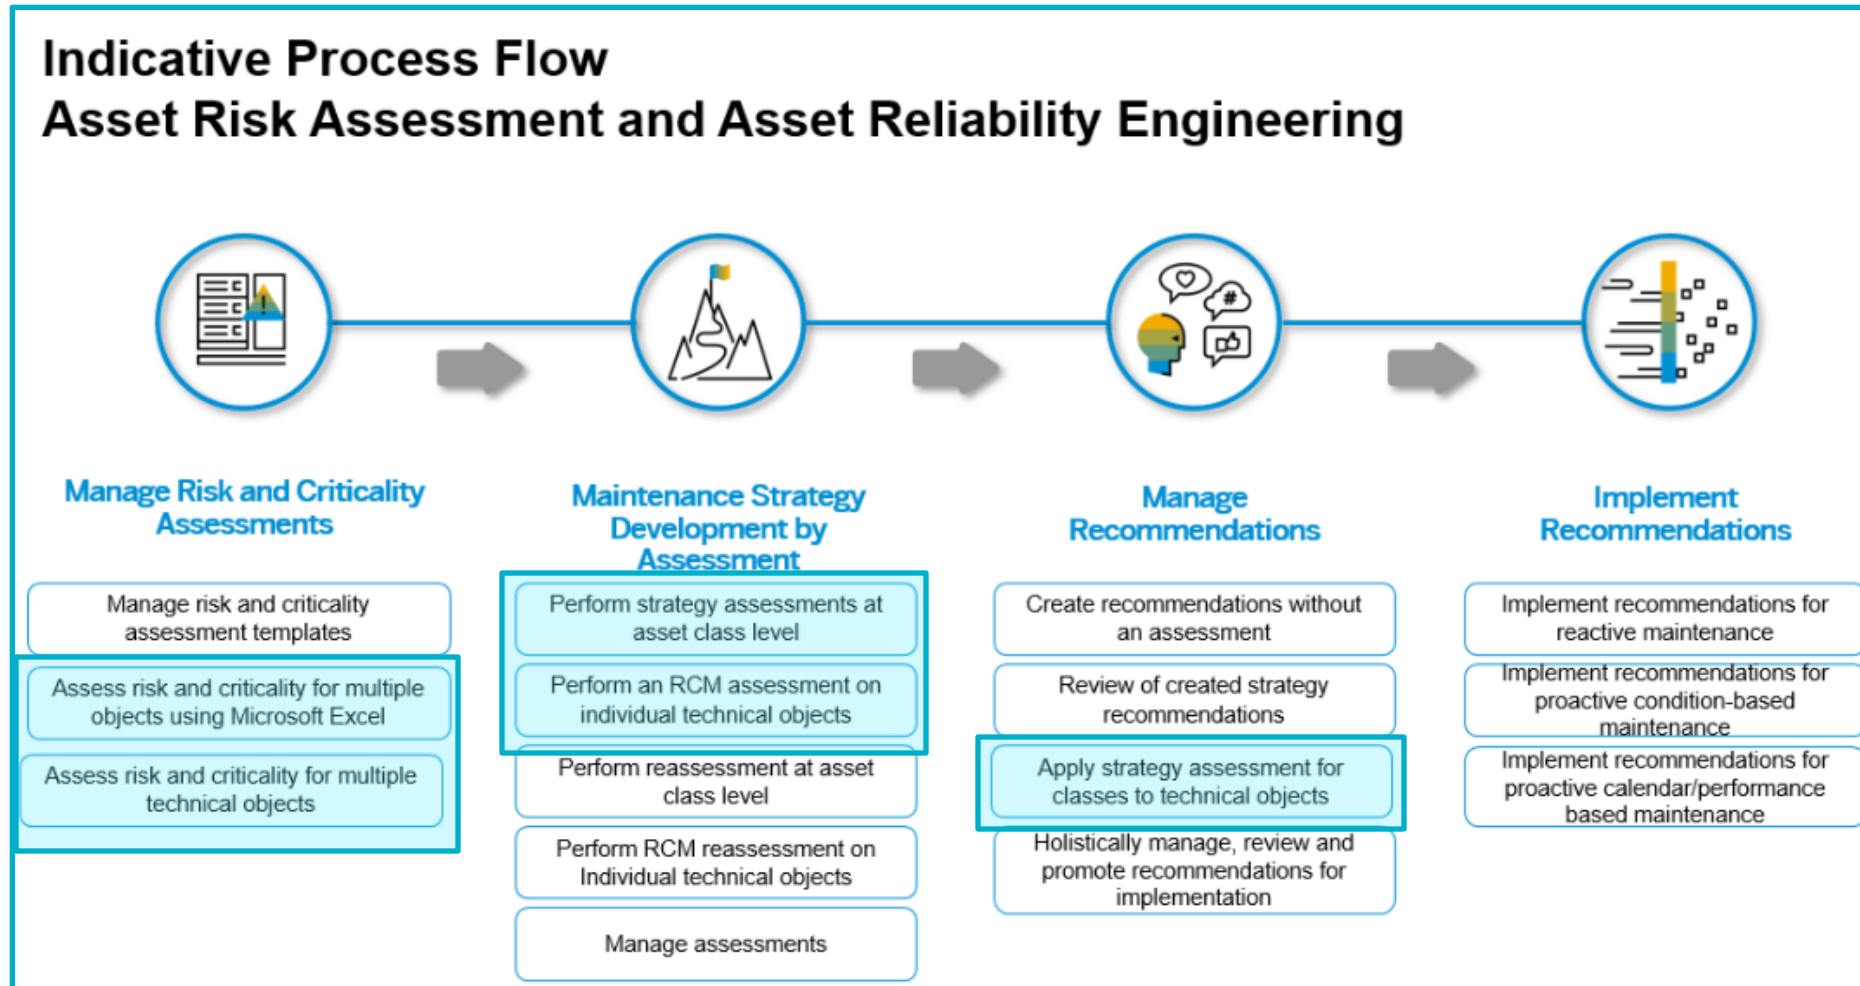 Indicative Process Flow
Asset Risk Assessment and Asset Reliability Engineering
#
Manage Risk and Criticality
Assessments
Manage risk and criticality
assessment templates
Assess risk and criticality for multiple
objects using Microsoft Excel
Assess risk and criticality for multiple
technical objects
Maintenance Strategy
Development by
Assessment
Perform strategy assessments at
asset class level
Perform an RCM assessment on
individual technical objects
Perform reassessment at asset
class level
Perform RCM reassessment on
Individual technical objects
Manage assessments
Manage
Recommendations
Create recommendations without
an assessment
Review of created strategy
recommendations
Apply strategy assessment for
classes to technical objects
Holistically manage, review and
promote recommendations for
implementation
Implement
Recommendations
Implement recommendations for
reactive maintenance
Implement recommendations for
proactive condition-based
maintenance
Implement recommendations for
proactive calendar/performance
based maintenance